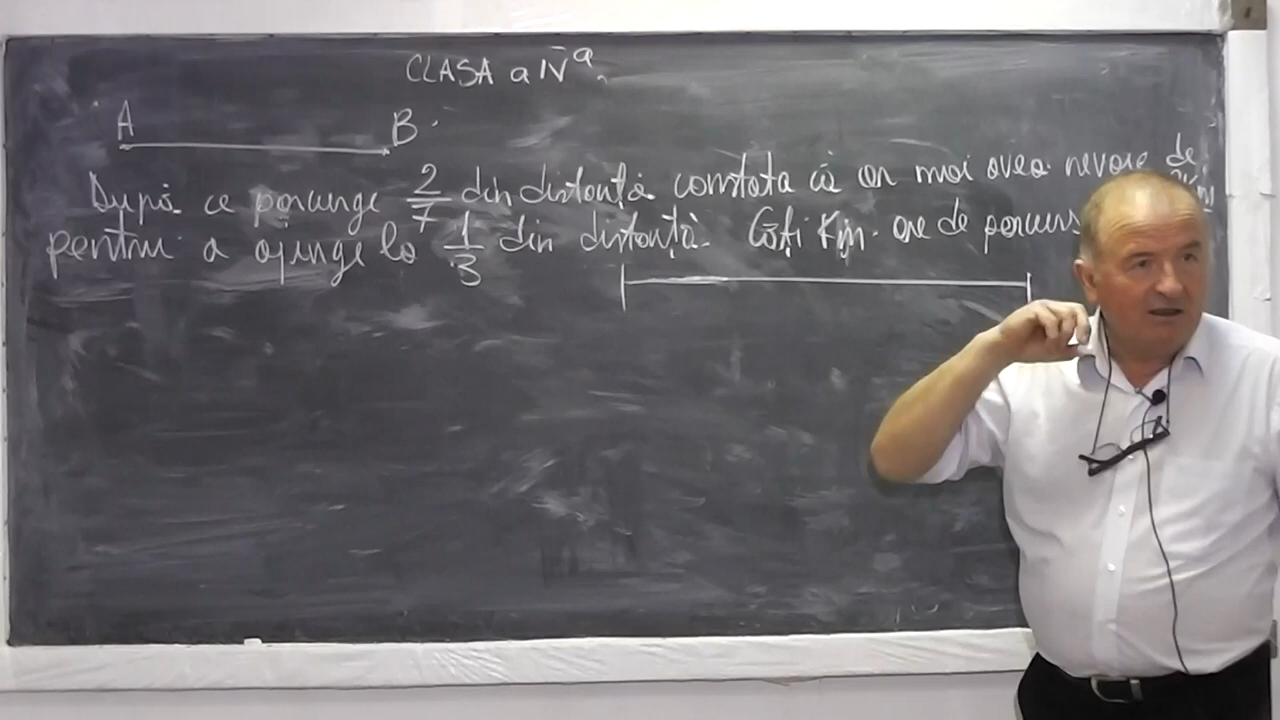 CLASA a IV a
A B
După ce parcurge 2/7 din distanță constata că ar mai avea nevoie de
pentru a ajunge la 1/3 din distanță. Câți Km. are de parcurs